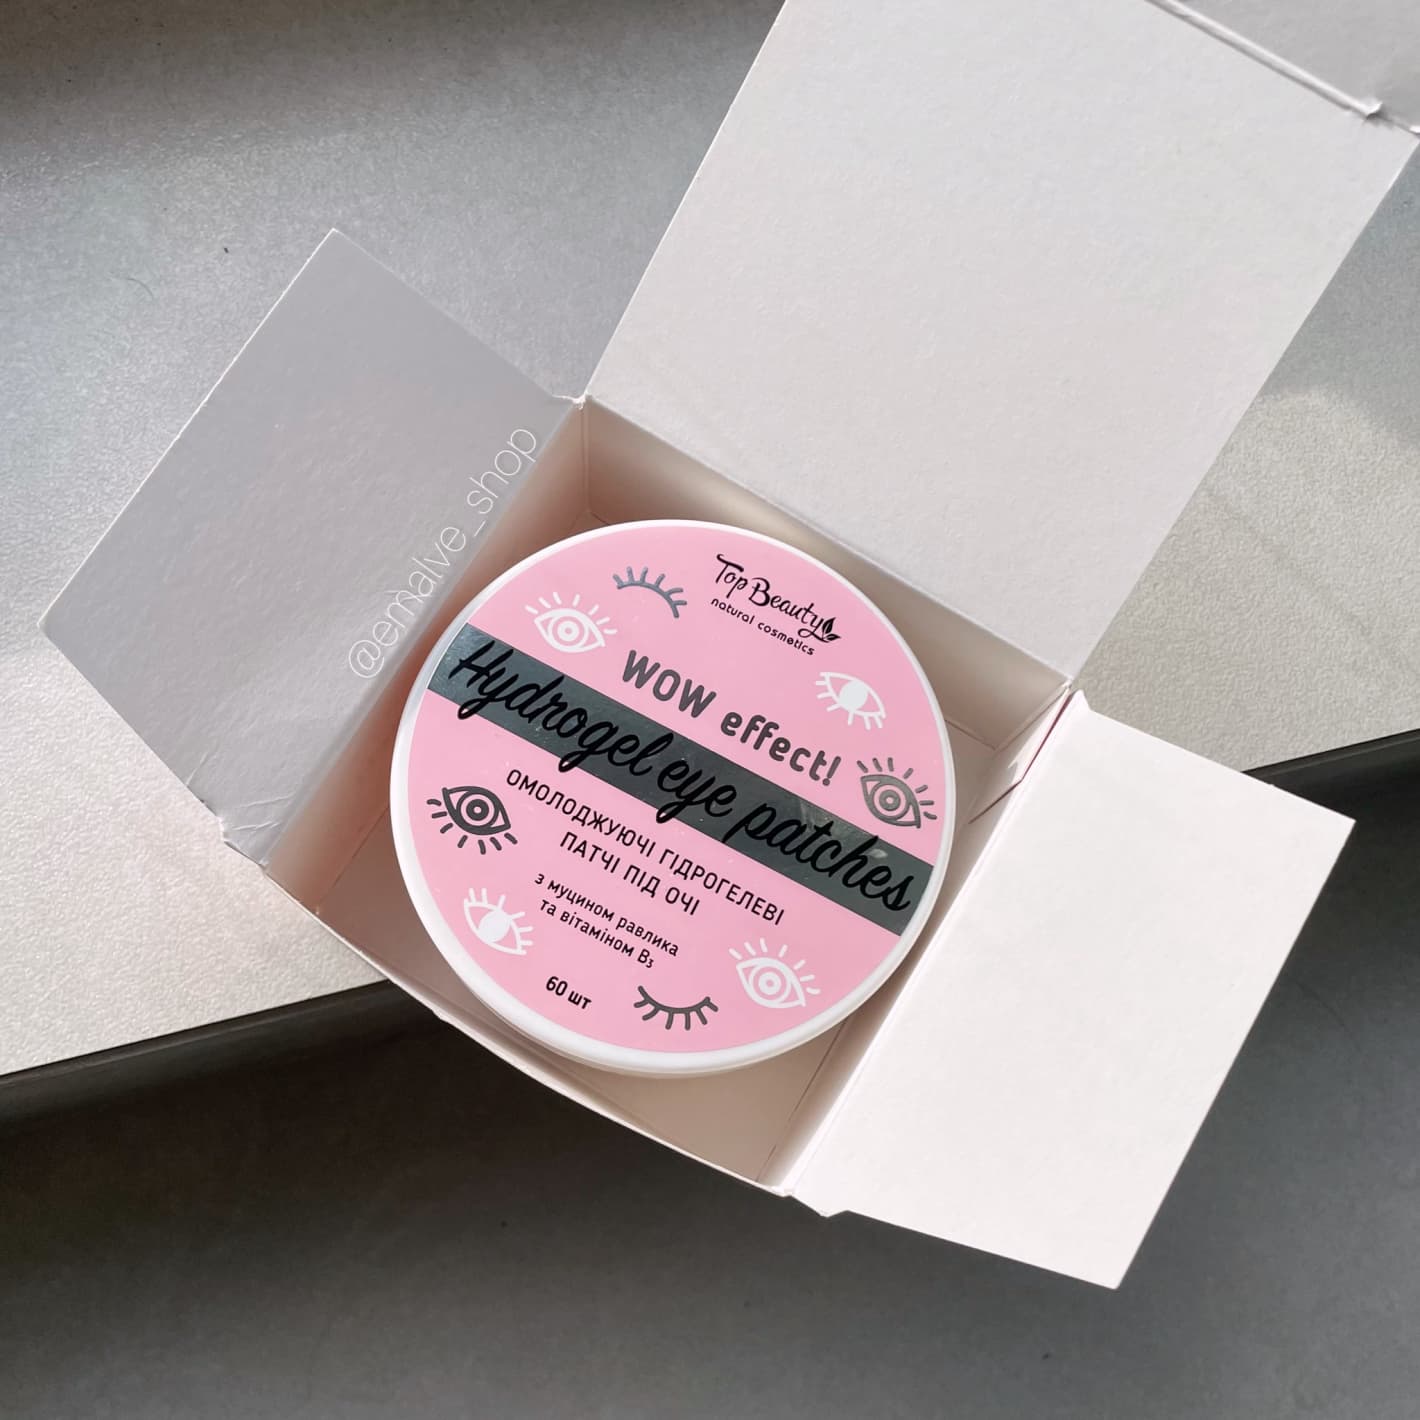 @emalve_shop
Top Beauty
natural cosmetics
WOW effect!
Hydrogel eye patches
ОМОЛОДЖУЮЧІ ГІДРОГЕЛЕВІ
ПАТЧІ ПІД ОЧІ
з муцином равлика
та вітаміном B₃
60 шт